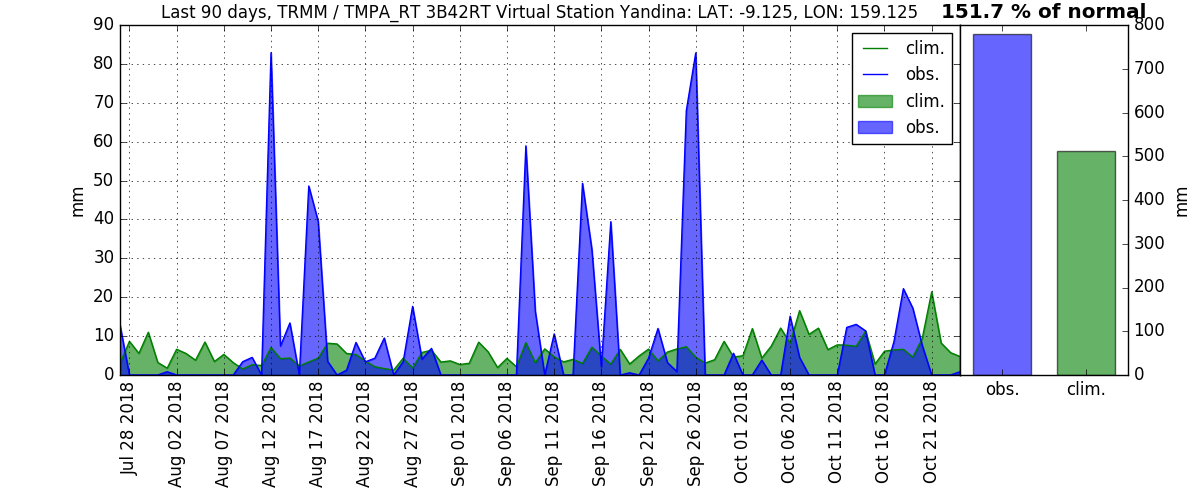 Last 90 days, TRMM / TMPA_RT 3B42RT Virtual Station Yandina: LAT: -9.125, LON: 159.125
151.7 % of normal
90
80
70
60
50
40
30
20
10
0
mm
clim.
obs.
clim.
obs.
Jul 28 2018
Aug 02 2018
Aug 07 2018
Aug 12 2018
Aug 17 2018
Aug 22 2018
Aug 27 2018
Sep 01 2018
Sep 06 2018
Sep 11 2018
Sep 16 2018
Sep 21 2018
Sep 26 2018
Oct 01 2018
Oct 06 2018
Oct 11 2018
Oct 16 2018
Oct 21 2018
800
700
600
500
400
300
200
100
0
mm
obs.
clim.